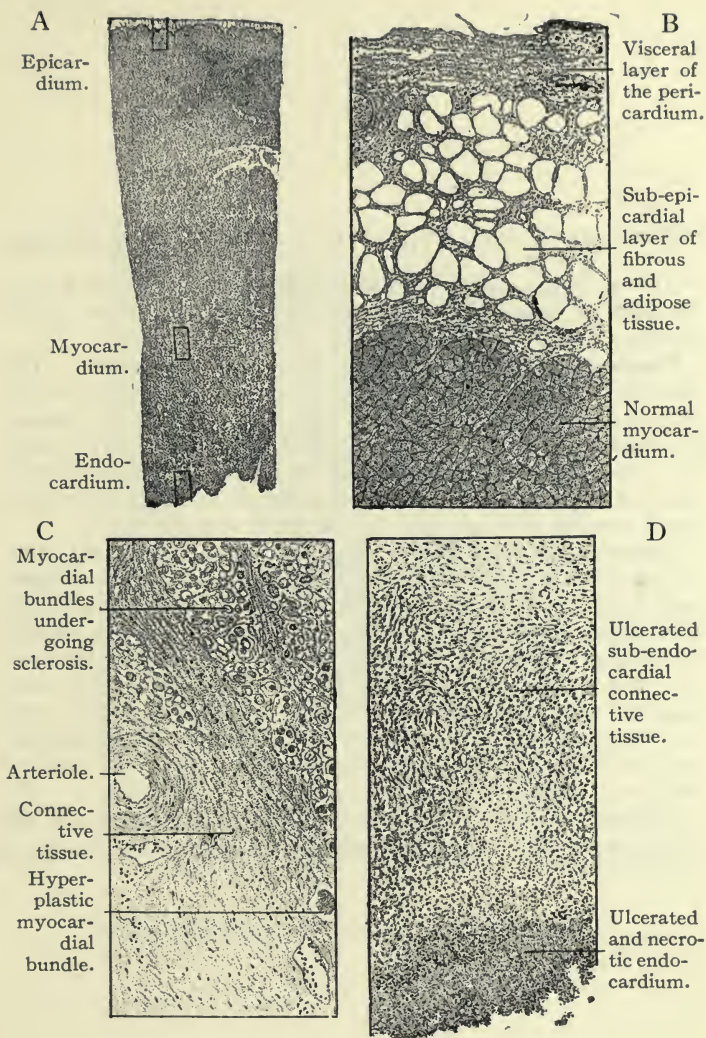 A
Epicar-
dium.
Myocar-
dium.
Endo-
cardium.
B
Visceral
layer of
the peri-
cardium.
Sub-epi-
cardial
layer of
fibrous
and
adipose
tissue.
Normal
myocar-
dium.
C
Myocar-
dial
bundles
under-
going
sclerosis.
Arteriole.
Connec-
tive
tissue.
Hyper-
plastic
myocar-
dial
bundle.
D
Ulcerated
sub-endo-
cardial
connec-
tive
tissue.
Ulcerated
and necro-
tic endo-
cardium.